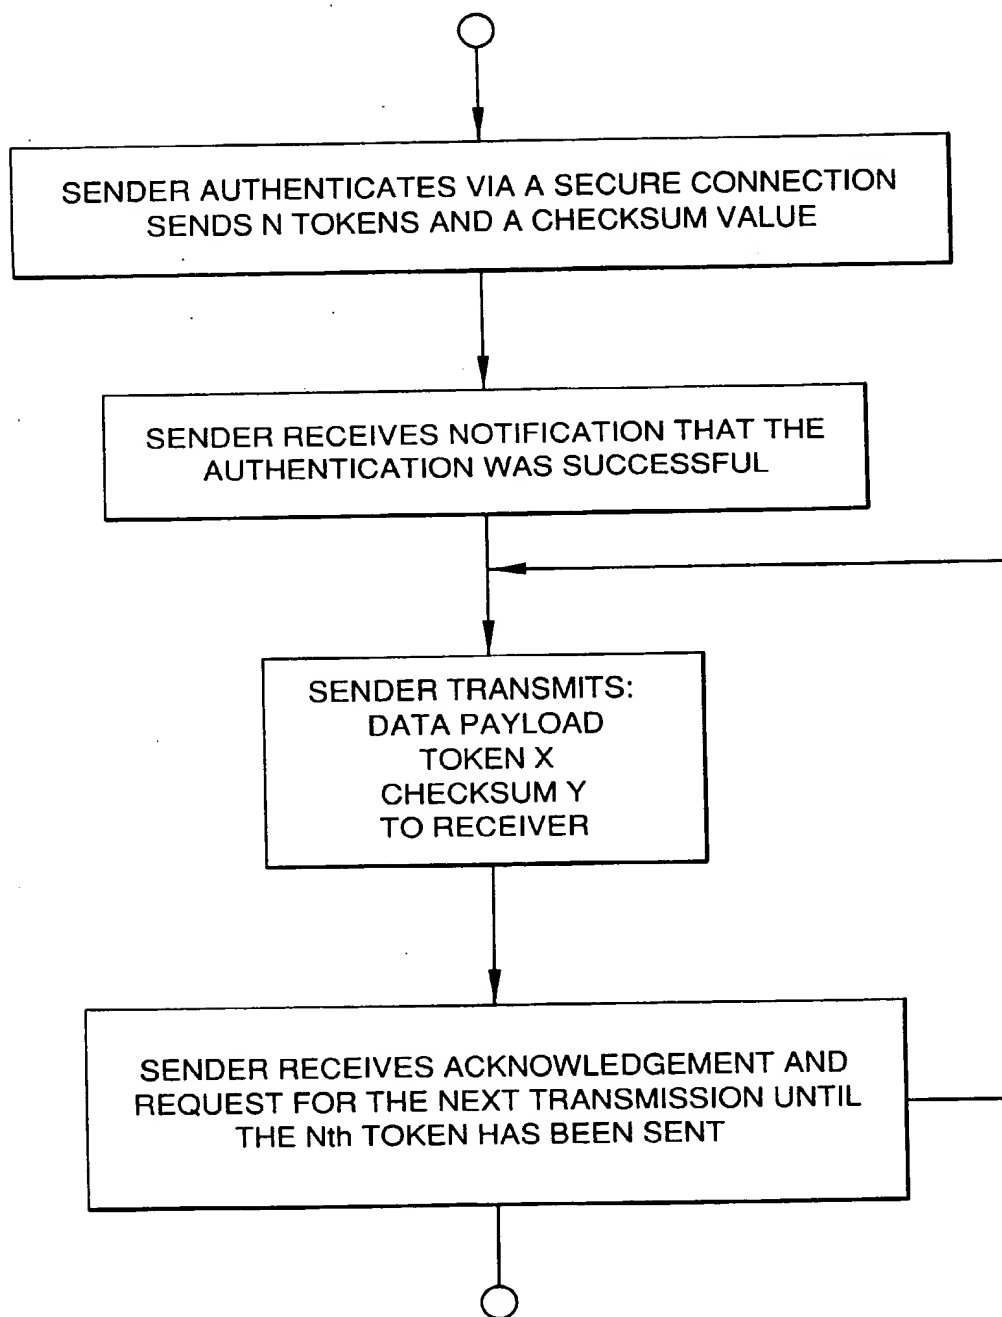 SENDER AUTHENTICATES VIA A SECURE CONNECTION
SENDS N TOKENS AND A CHECKSUM VALUE
SENDER RECEIVES NOTIFICATION THAT THE
AUTHENTICATION WAS SUCCESSFUL
SENDER TRANSMITS:
DATA PAYLOAD
TOKEN X
CHECKSUM Y
TO RECEIVER
SENDER RECEIVES ACKNOWLEDGEMENT AND
REQUEST FOR THE NEXT TRANSMISSION UNTIL
THE Nth TOKEN HAS BEEN SENT